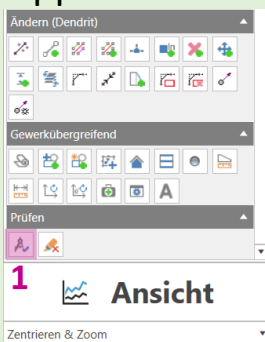 Ändern (Dendrit)
Gewerkübergreifend
A
Prüfen
1
Ansicht
Zentrieren & Zoom